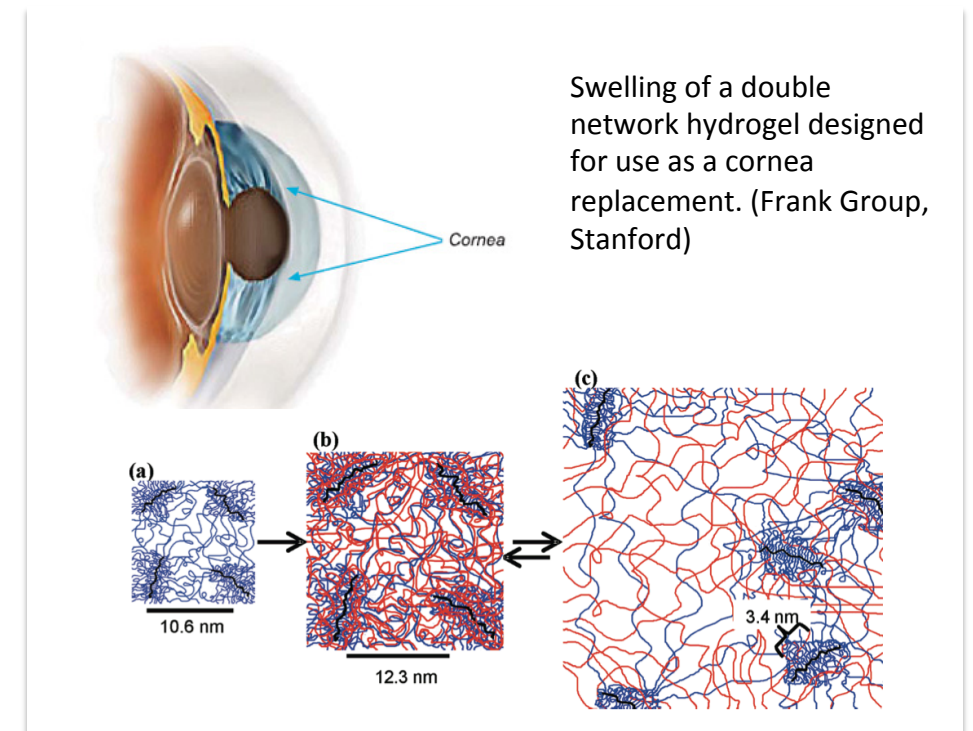 Swelling of a double
network hydrogel designed
for use as a cornea
replacement. (Frank Group,
Stanford)
Cornea
(a)
(b)
(c)
10.6 nm
12.3 nm
3.4 nm